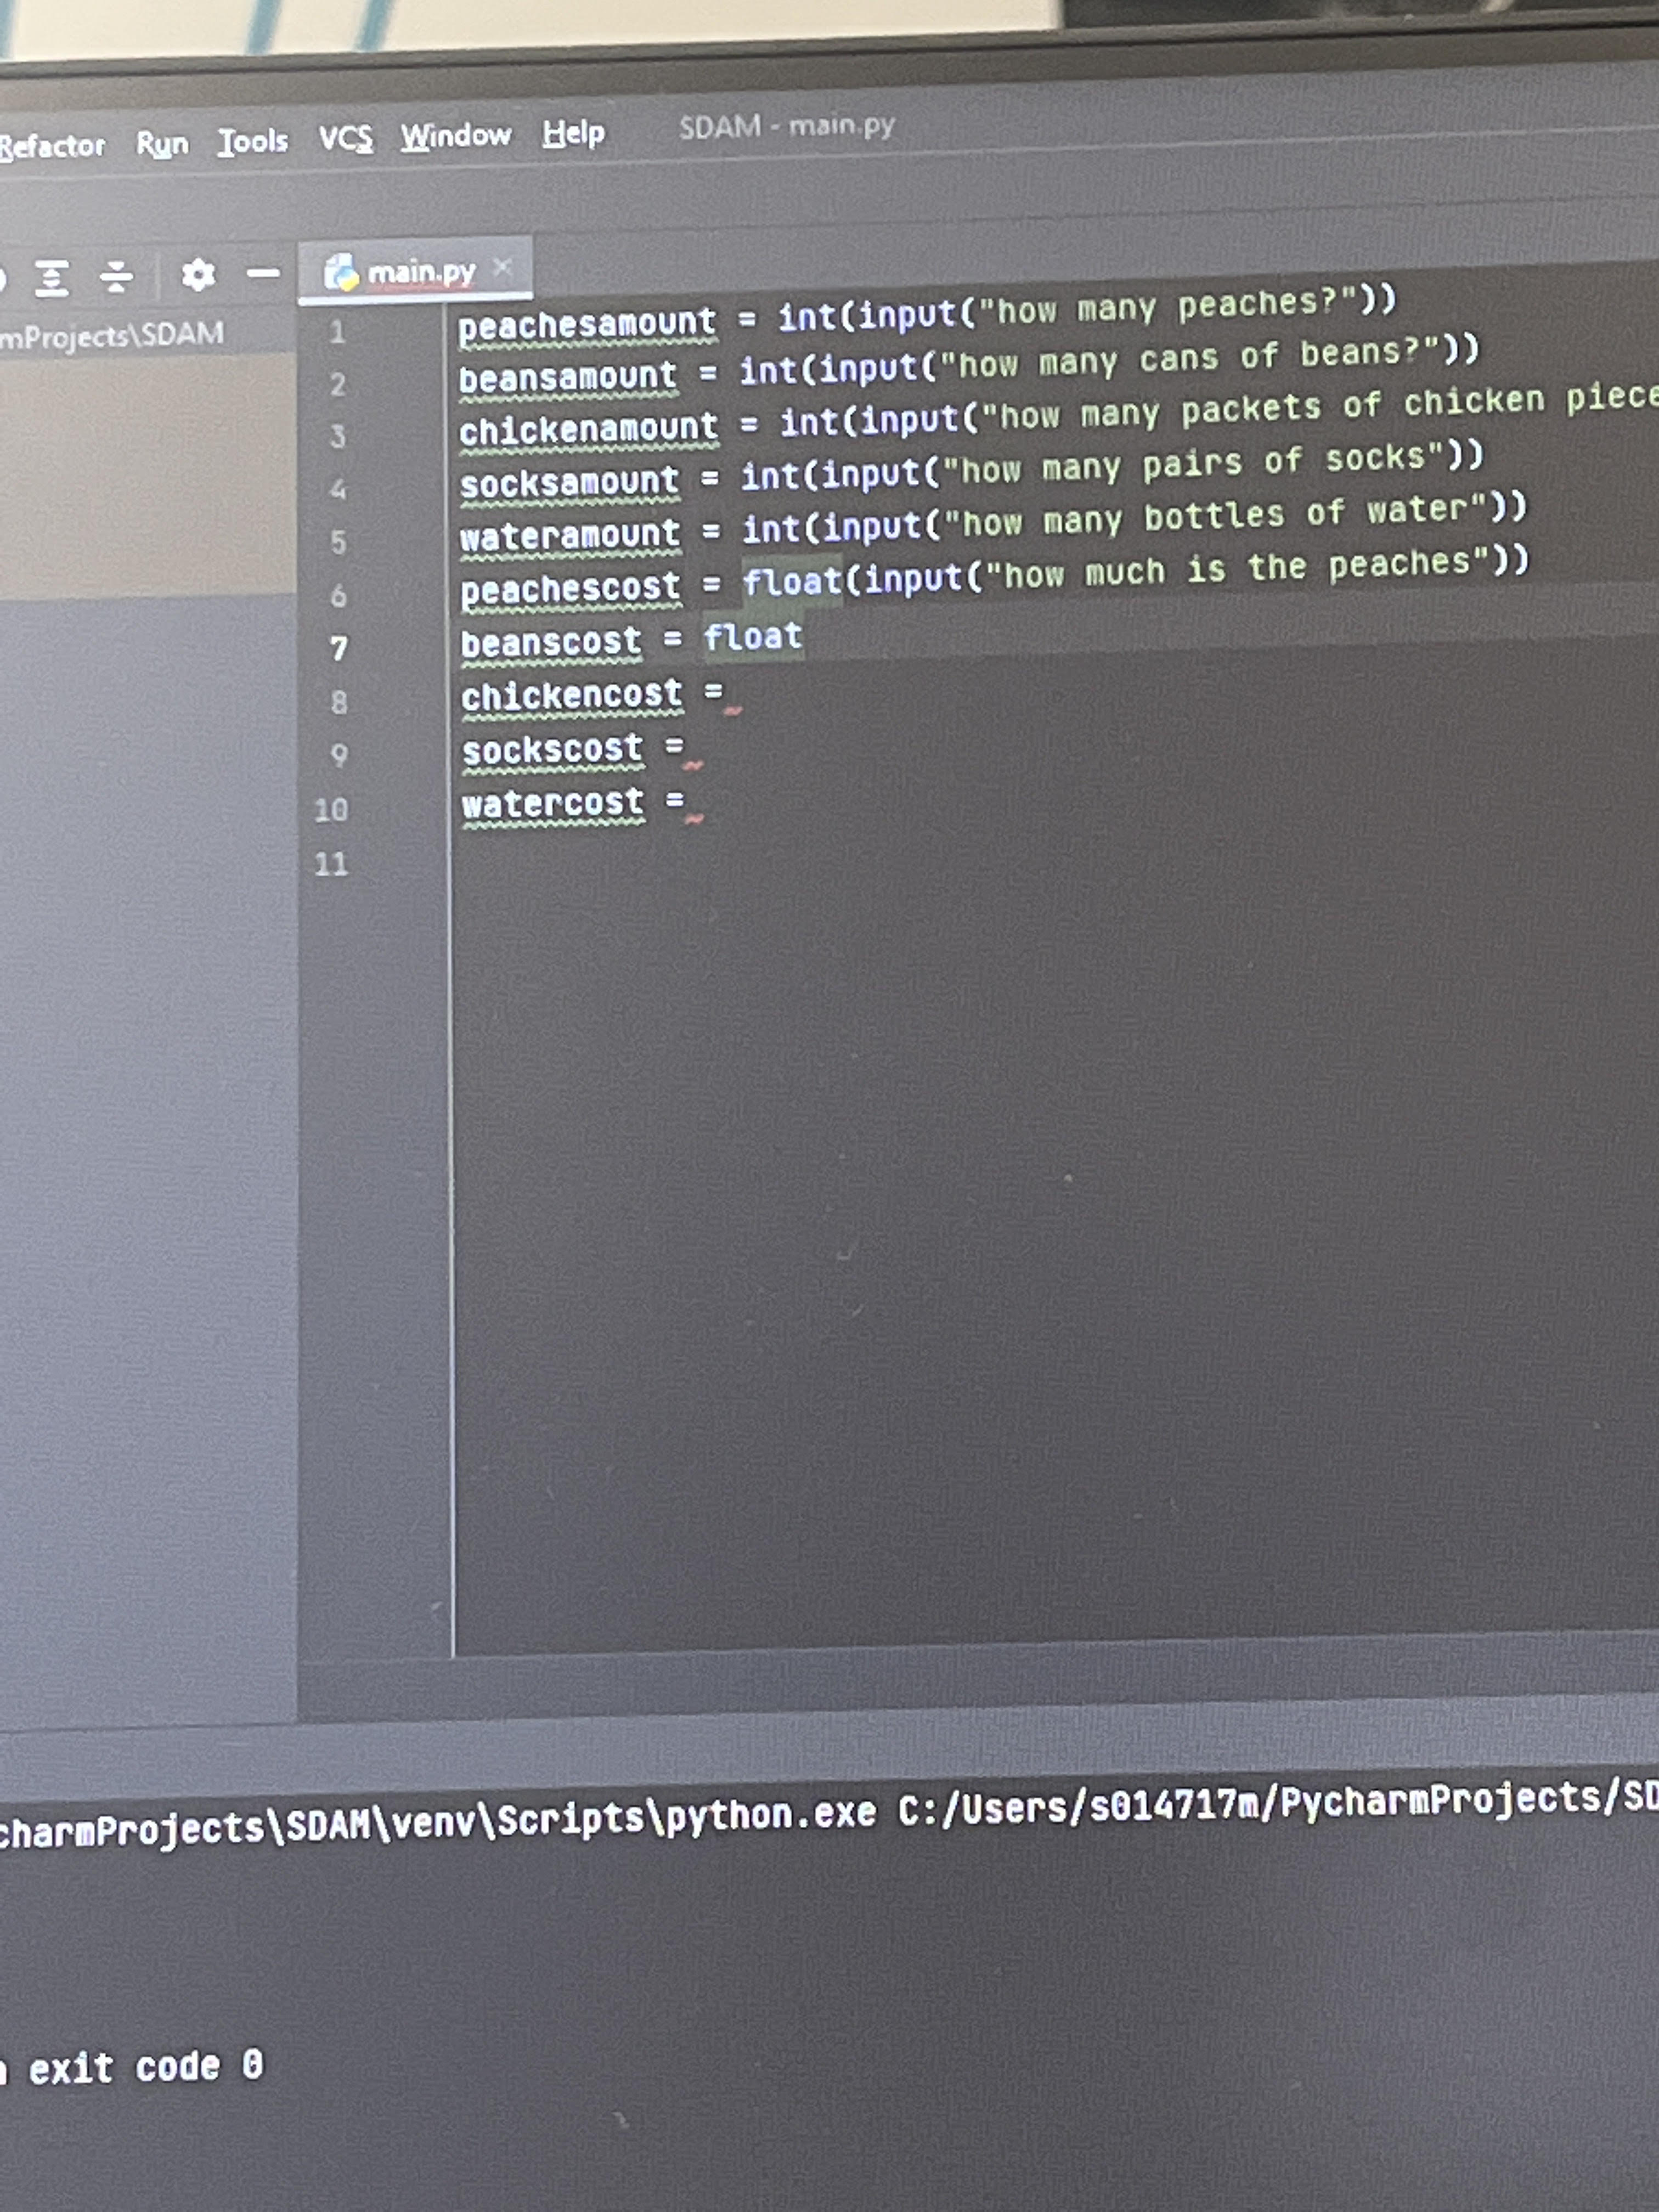 Refactor Run Tools VCS Window Help SDAM - main.py
main.py
mProjects\SDAM
1 peachesamount = int(input("how many peaches?"))
2 beansamount = int(input("how many cans of beans?"))
3 chickenamount = int(input("how many packets of chicken piece
4 socksamount = int(input("how many pairs of socks"))
5 wateramount = int(input("how many bottles of water"))
6 peachescost = float(input("how much is the peaches"))
7 beanscost = float
8 chickencost =
9 sockscost =
10 watercost =
11
charmProjects\SDAM\venv\Scripts\python.exe C:/Users/s014717m/PycharmProjects/SD
exit code 0